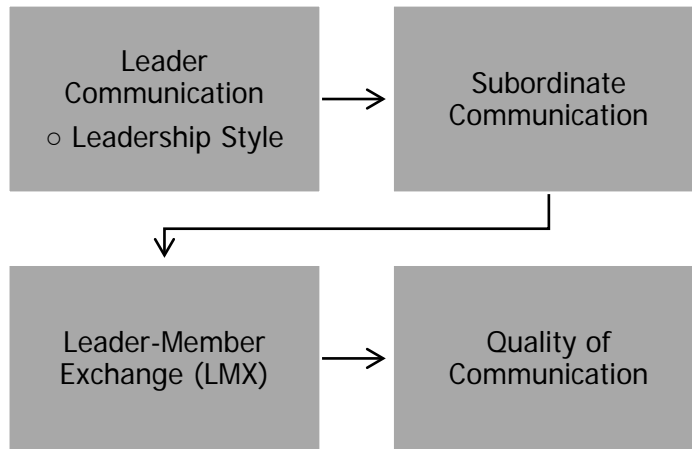 Leader
Communication
○ Leadership Style
Subordinate
Communication
Leader-Member
Exchange (LMX)
Quality of
Communication